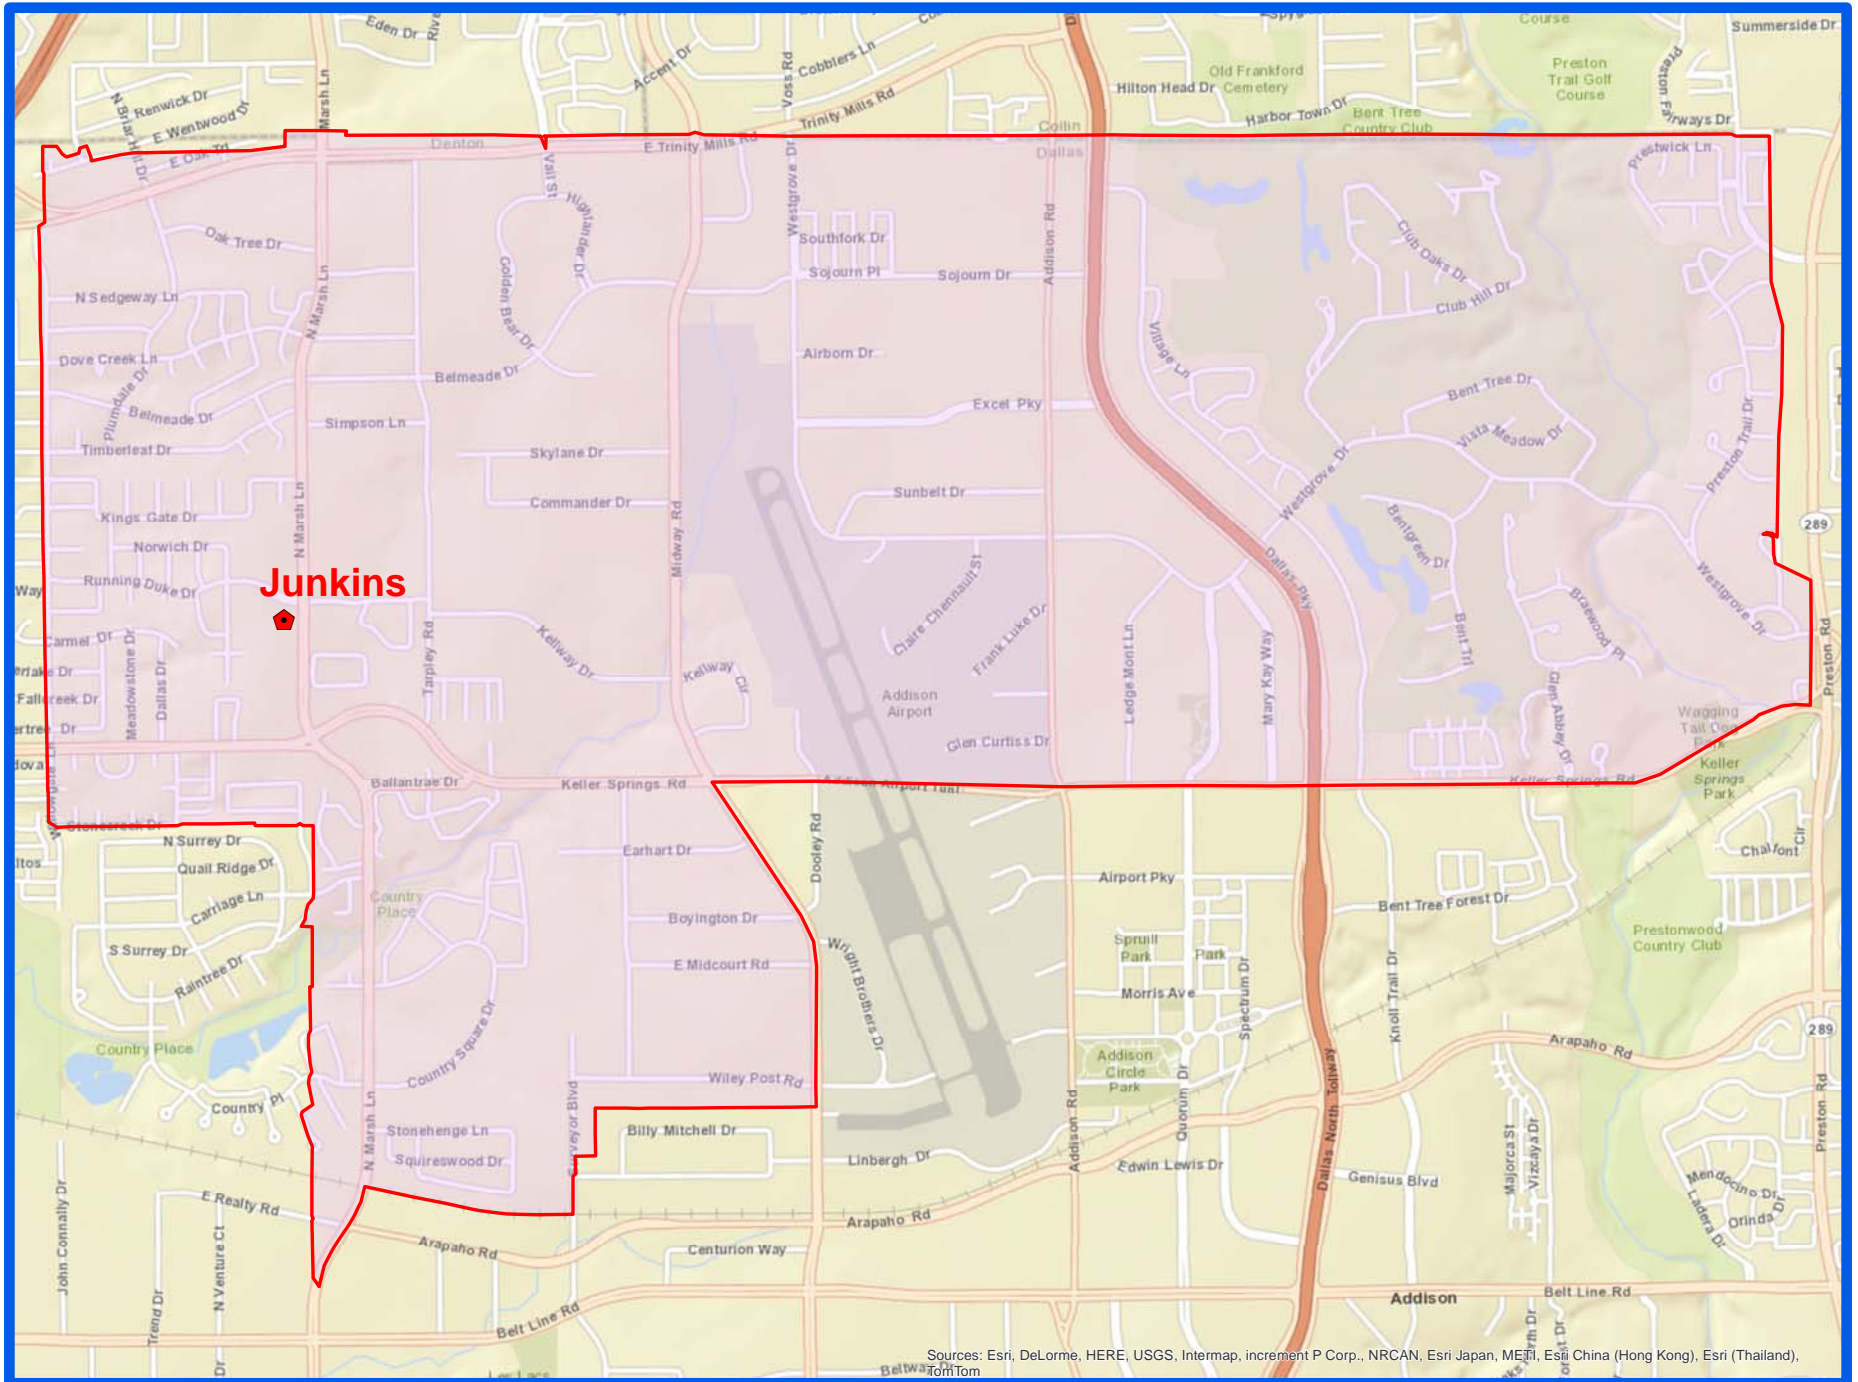 Course
Summerside Dr
Eden Dr
Accent Dr
Voss Rd
Cobblers Ln
Old Frankford
Cemetery
Preston
Trail Golf
Course
Preston Fairways Dr
Hilton Head Dr
Harbor Town Dr
Bent Tree
Country Club
Renwick Dr
N Briar Hill Dr
E Wentwood Dr
Marsh Ln
Trinity Mills Rd
E Trinity Mills Rd
Denton
Collin
Dallas
Vail St
Westgrove Dr
Prestwick Ln
Highlander Dr
Oak Tree Dr
Southfork Dr
Sojourn Pl
Sojourn Dr
Addison Rd
Club Oaks Dr
Club Hill Dr
N Sedgeway Ln
N Marsh Ln
Golden Bear Dr
Dove Creek Ln
Plumdale Dr
Belmeade Dr
Belmeade Dr
Airborn Dr
Village Ln
Bent Tree Dr
Excel Pky
Vista Meadow Dr
Simpson Ln
Timberleaf Dr
Skylane Dr
Commander Dr
Sunbelt Dr
Westgrove Dr
Preston Trail Dr
Kings Gate Dr
N Marsh Ln
Midway Rd
Bentgreen Dr
289
Norwich Dr
Running Duke Dr
Junkins
Way
Claire Chennault St
Frank Luke Dr
Dallas Pky
Braewood Pl
Westgrove Dr
Carmel Dr
Meadowstone Dr
Dallas Dr
Tarpley Rd
Kellway Dr
Kellway Cir
Ledge Mont Ln
Mary Kay Way
Bent Trl
Glen Abbey Dr
Preston Rd
Fallcreek Dr
Addison
Airport
Glen Curtiss Dr
Wagging
Tail Dog
Park
Keller
Springs
Park
Ballantrae Dr
Keller Springs Rd
Addison Airport Tunl
Keller Springs Rd
Stonecreek Dr
N Surrey Dr
Quail Ridge Dr
Carriage Ln
S Surrey Dr
Raintree Dr
Country
Place
Earhart Dr
Dooley Rd
Boyington Dr
E Midcourt Rd
Wright Brothers Dr
Airport Pky
Bent Tree Forest Dr
Chalfont Cir
Prestonwood
Country Club
Spruill
Park
Park
Morris Ave
Spectrum Dr
Knoll Trail Dr
Country Place
Country Pl
Country Square Dr
Wiley Post Rd
Surveyor Blvd
Addison
Circle
Park
Quorum Dr
Dallas North Tollway
Arapaho Rd
289
Preston Rd
N Marsh Ln
Stonehenge Ln
Squireswood Dr
Billy Mitchell Dr
Linbergh Dr
Addison Rd
Edwin Lewis Dr
Genisus Blvd
Majorca St
Vizcaya Dr
Mendocino Dr
Orinda Dr
Ladera Dr
E Realty Rd
John Connally Dr
N Venture Ct
Trend Dr
Arapaho Rd
Arapaho Rd
Centurion Way
Belt Line Rd
Addison
Belt Line Rd
Sources: Esri, DeLorme, HERE, USGS, Intermap, increment P Corp., NRCAN, Esri Japan, METI, Esri China (Hong Kong), Esri (Thailand),
TomTom